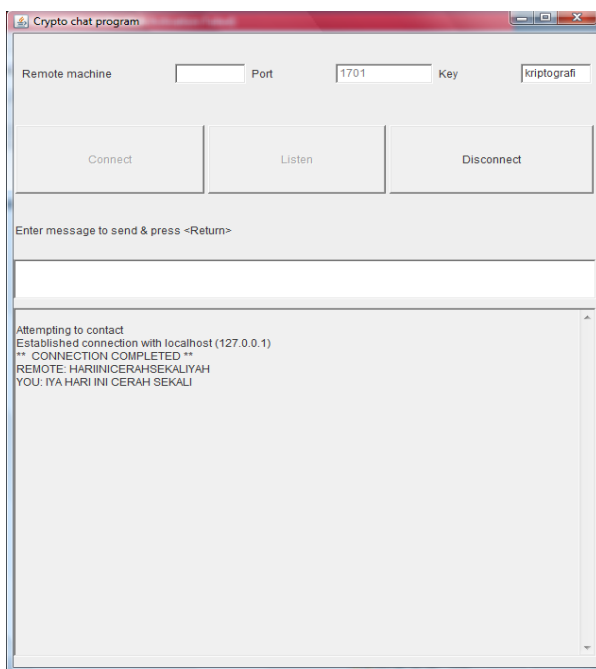 Crypto chat program
Remote machine Port 1701 Key kriptografi
Connect Listen Disconnect
Enter message to send & press <Return>
Attempting to contact
Established connection with localhost (127.0.0.1)
** CONNECTION COMPLETED **
REMOTE: HARIINICERAHSEKALIYAH
YOU: IYA HARI INI CERAH SEKALI